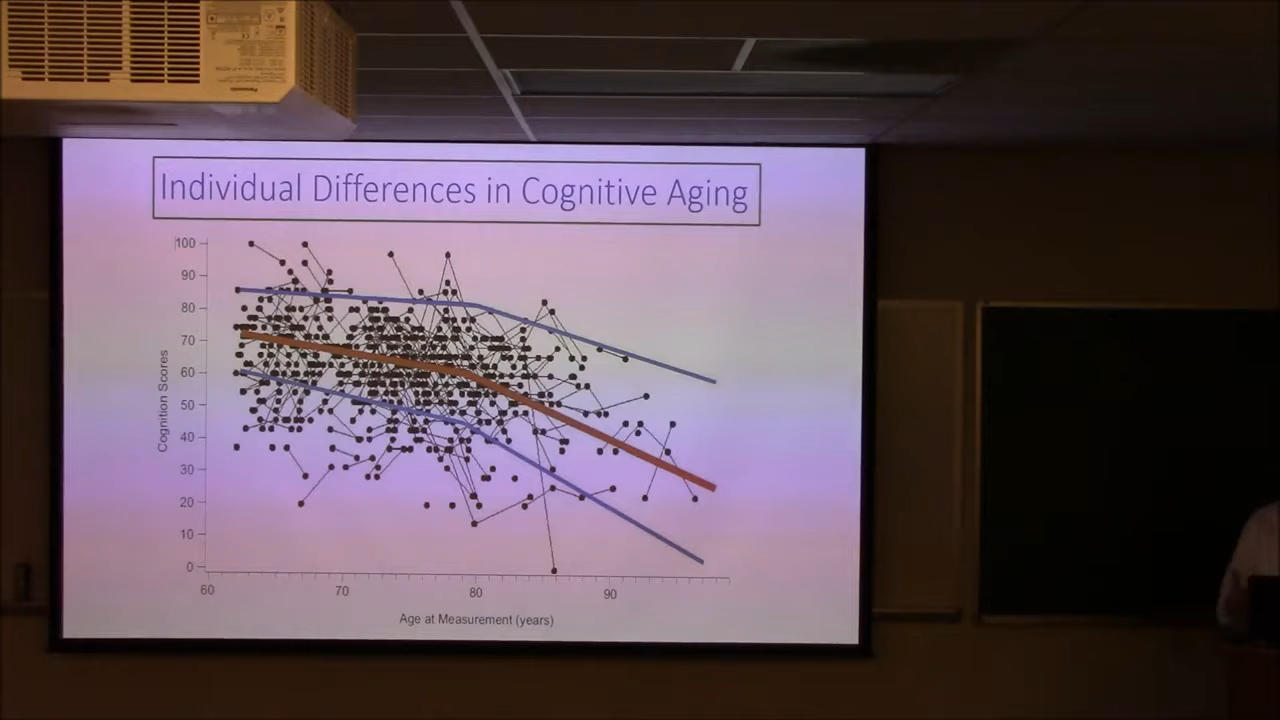 Panasonic
Individual Differences in Cognitive Aging
100
90
80
70
60
50
40
30
20
10
0
Cognition Scores
60 70 80 90
Age at Measurement (years)